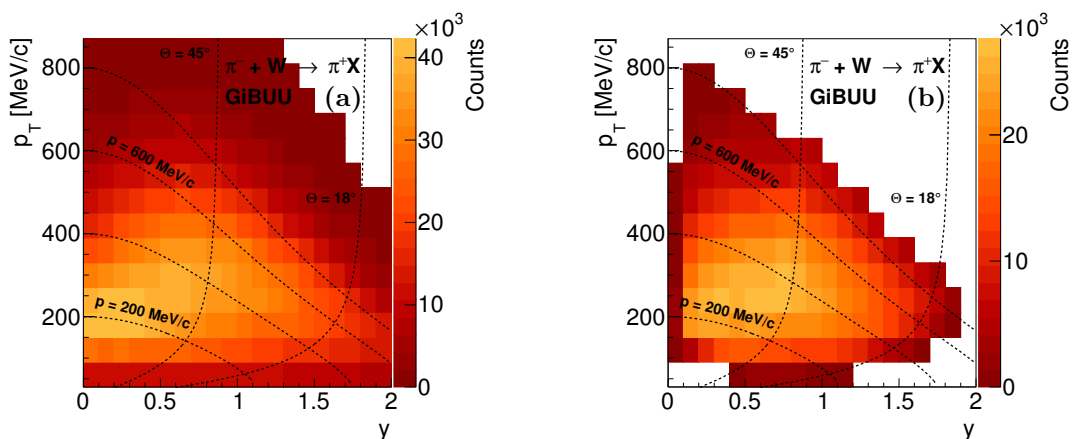 ×10³
p_T [MeV/c]
800
600
400
200
0
0.5
1
1.5
2
y
Θ = 45°
π⁻ + W → π⁺X
GiBUU
(a)
p = 600 MeV/c
Θ = 18°
p = 200 MeV/c
40
30
20
10
0
Counts
×10³
p_T [MeV/c]
800
600
400
200
0
0.5
1
1.5
2
y
Θ = 45°
π⁻ + W → π⁺X
GiBUU
(b)
p = 600 MeV/c
Θ = 18°
p = 200 MeV/c
20
10
0
Counts